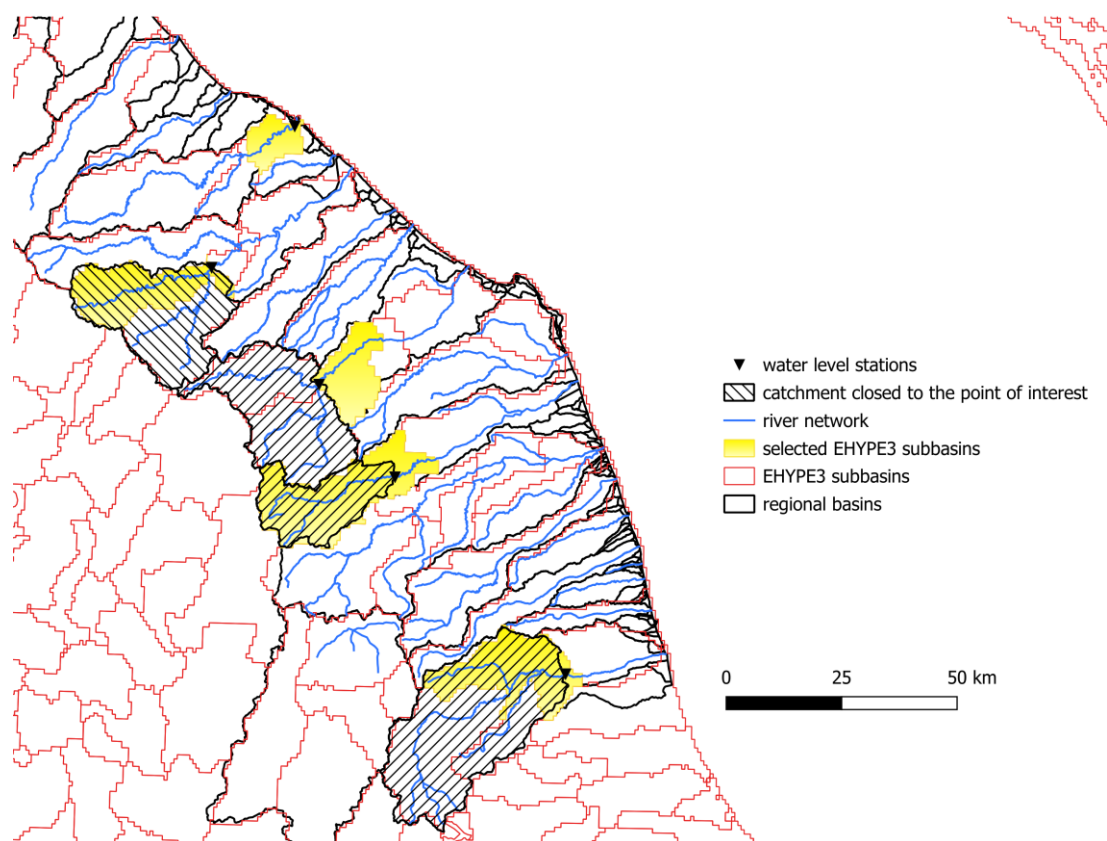 water level stations
catchment closed to the point of interest
river network
selected EHYPE3 subbasins
EHYPE3 subbasins
regional basins
0 25 50 km